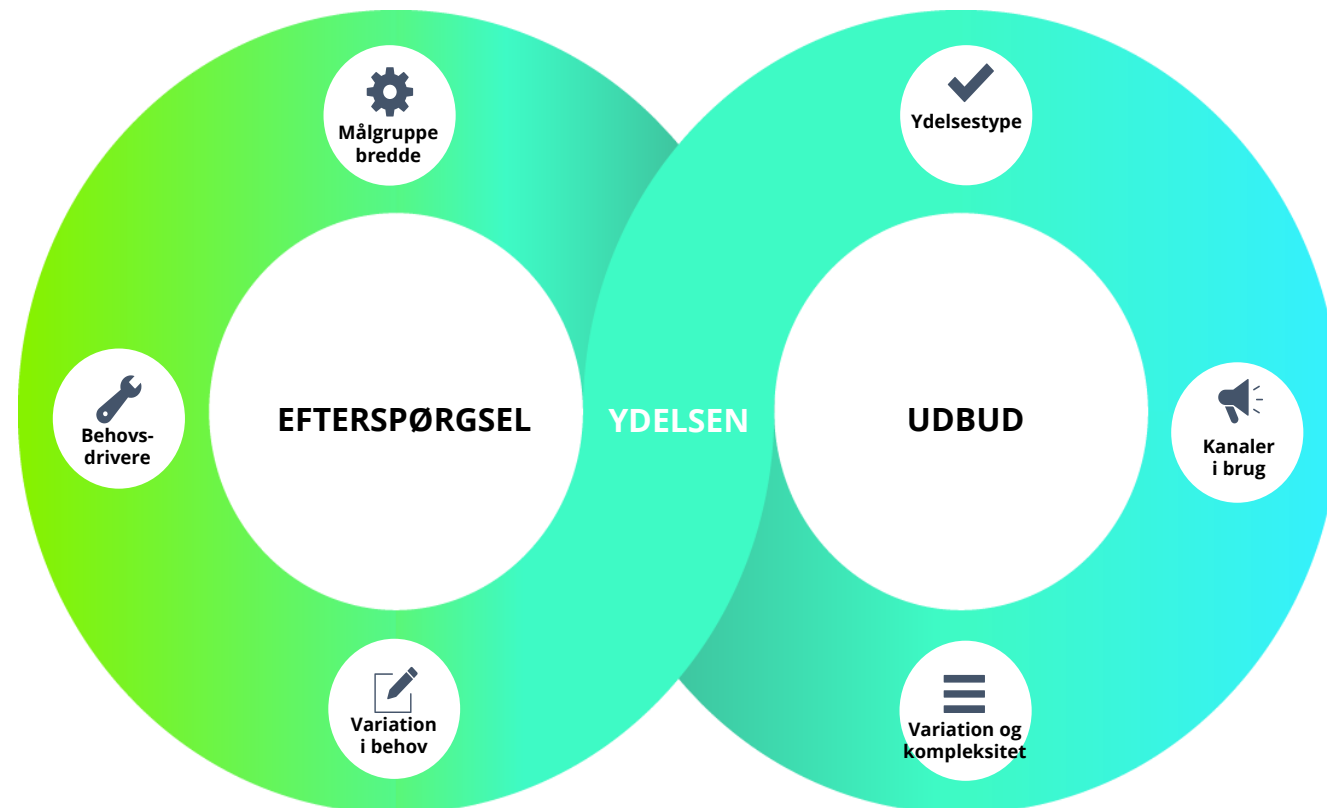 Målgruppe
bredde
Ydelsestype
Behovs-
drivere
EFTERSPØRGSEL
YDELSEN
UDBUD
Kanaler
i brug
Variation
i behov
Variation og
kompleksitet